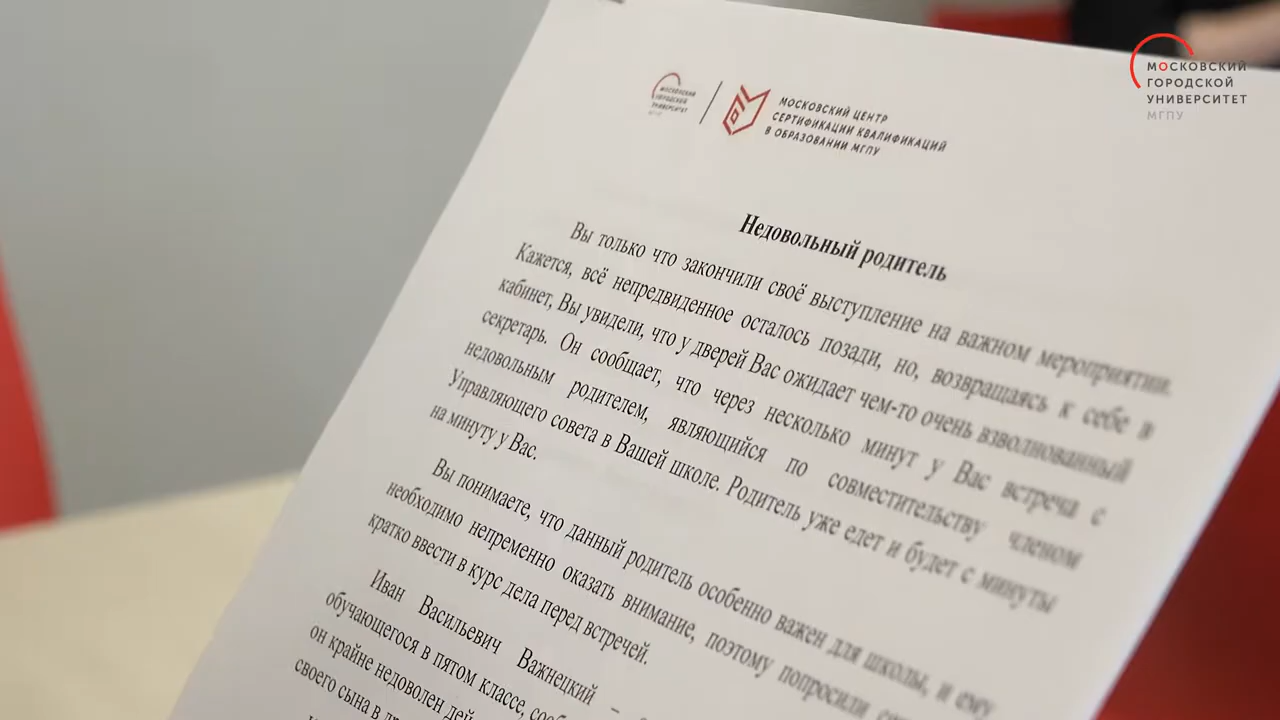 МОСКОВСКИЙ
ГОРОДСКОЙ
УНИВЕРСИТЕТ
МГПУ
МОСКОВСКИЙ
ГОРОДСКОЙ
УНИВЕРСИТЕТ
МГПУ
МОСКОВСКИЙ ЦЕНТР
СЕРТИФИКАЦИИ КВАЛИФИКАЦИЙ
В ОБРАЗОВАНИИ МГПУ
Недовольный родитель
Вы только что закончили своё выступление на важном мероприятии.
Кажется, всё непредвиденное осталось позади, но, возвращаясь к себе в
кабинет, Вы увидели, что у дверей Вас ожидает чем-то очень взволнованный
секретарь. Он сообщает, что через несколько минут у Вас встреча с
недовольным родителем, являющийся по совместительству членом
Управляющего совета в Вашей школе. Родитель уже едет и будет с минуты
на минуту у Вас.
Вы понимаете, что данный родитель особенно важен для школы, и ему
необходимо непременно оказать внимание, поэтому попросили
кратко ввести в курс дела перед встречей.
Иван Васильевич Важнецкий –
обучающегося в пятом классе,
он крайне недоволен
своего сына в